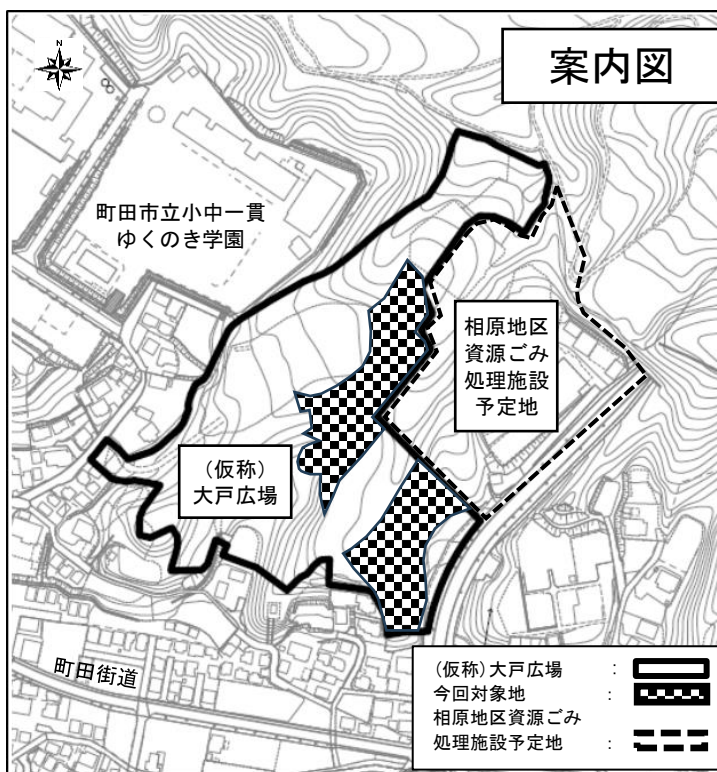 N
案内図
町田市立小中一貫
ゆくのき学園
相原地区
資源ごみ
処理施設
予定地
（仮称）
大戸広場
町田街道
(仮称)大戸広場 :
今回対象地 :
相原地区資源ごみ
処理施設予定地 :